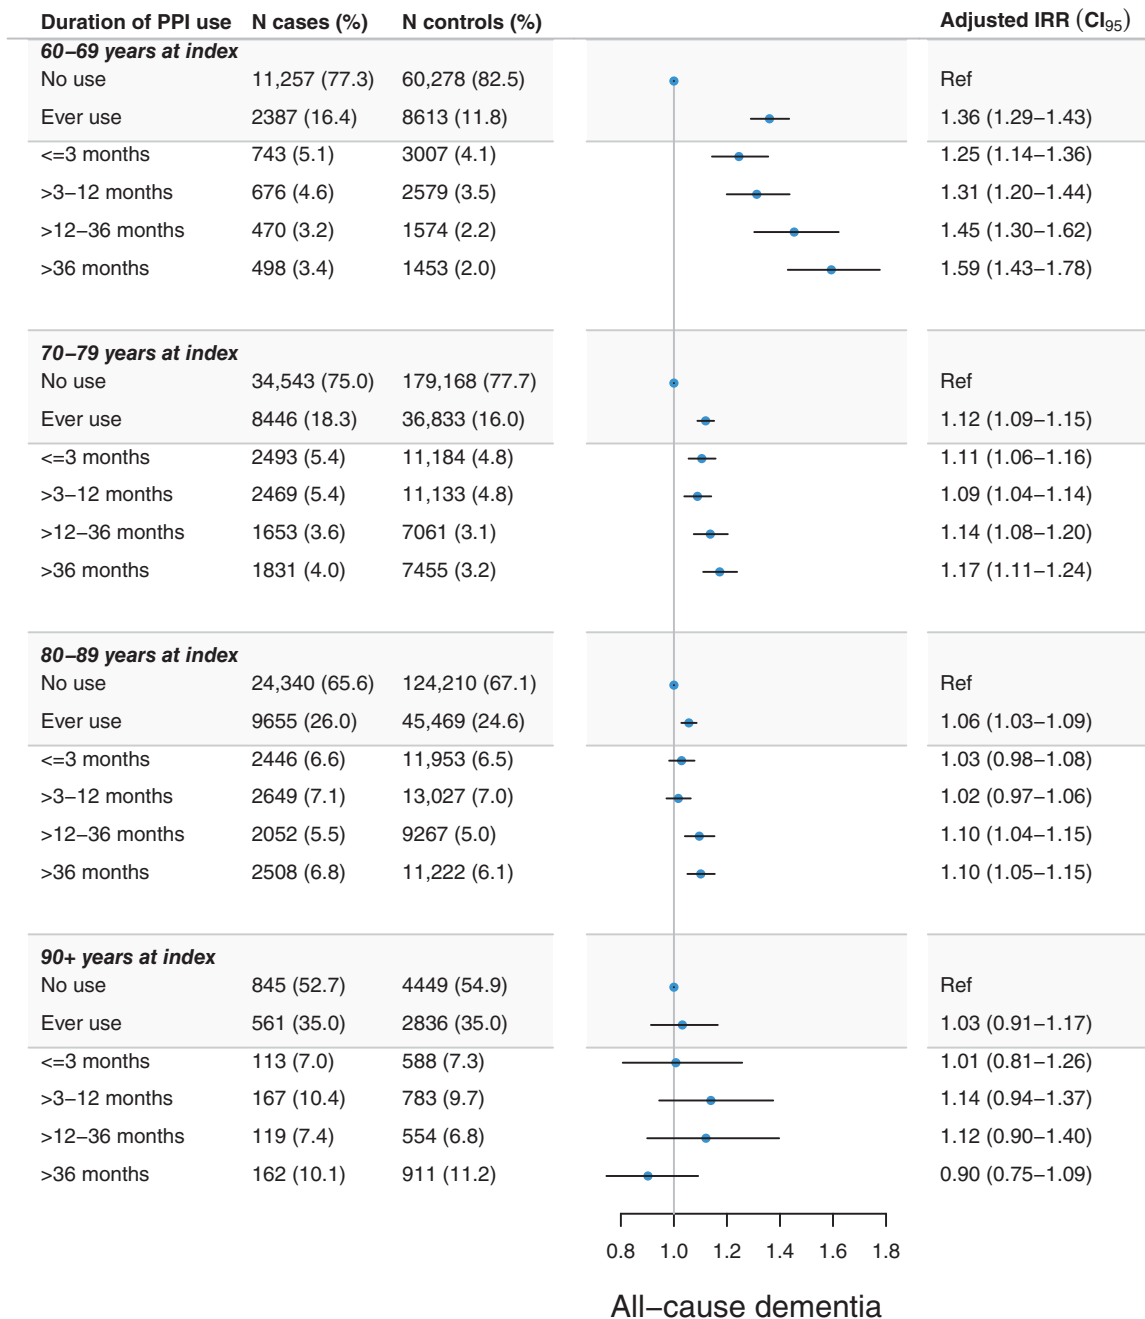 Duration of PPI use N cases (%) N controls (%) Adjusted IRR (CI95)
60–69 years at index
No use 11,257 (77.3) 60,278 (82.5) Ref
Ever use 2387 (16.4) 8613 (11.8) 1.36 (1.29–1.43)
<=3 months 743 (5.1) 3007 (4.1) 1.25 (1.14–1.36)
>3–12 months 676 (4.6) 2579 (3.5) 1.31 (1.20–1.44)
>12–36 months 470 (3.2) 1574 (2.2) 1.45 (1.30–1.62)
>36 months 498 (3.4) 1453 (2.0) 1.59 (1.43–1.78)
70–79 years at index
No use 34,543 (75.0) 179,168 (77.7) Ref
Ever use 8446 (18.3) 36,833 (16.0) 1.12 (1.09–1.15)
<=3 months 2493 (5.4) 11,184 (4.8) 1.11 (1.06–1.16)
>3–12 months 2469 (5.4) 11,133 (4.8) 1.09 (1.04–1.14)
>12–36 months 1653 (3.6) 7061 (3.1) 1.14 (1.08–1.20)
>36 months 1831 (4.0) 7455 (3.2) 1.17 (1.11–1.24)
80–89 years at index
No use 24,340 (65.6) 124,210 (67.1) Ref
Ever use 9655 (26.0) 45,469 (24.6) 1.06 (1.03–1.09)
<=3 months 2446 (6.6) 11,953 (6.5) 1.03 (0.98–1.08)
>3–12 months 2649 (7.1) 13,027 (7.0) 1.02 (0.97–1.06)
>12–36 months 2052 (5.5) 9267 (5.0) 1.10 (1.04–1.15)
>36 months 2508 (6.8) 11,222 (6.1) 1.10 (1.05–1.15)
90+ years at index
No use 845 (52.7) 4449 (54.9) Ref
Ever use 561 (35.0) 2836 (35.0) 1.03 (0.91–1.17)
<=3 months 113 (7.0) 588 (7.3) 1.01 (0.81–1.26)
>3–12 months 167 (10.4) 783 (9.7) 1.14 (0.94–1.37)
>12–36 months 119 (7.4) 554 (6.8) 1.12 (0.90–1.40)
>36 months 162 (10.1) 911 (11.2) 0.90 (0.75–1.09)
0.8 1.0 1.2 1.4 1.6 1.8
All–cause dementia